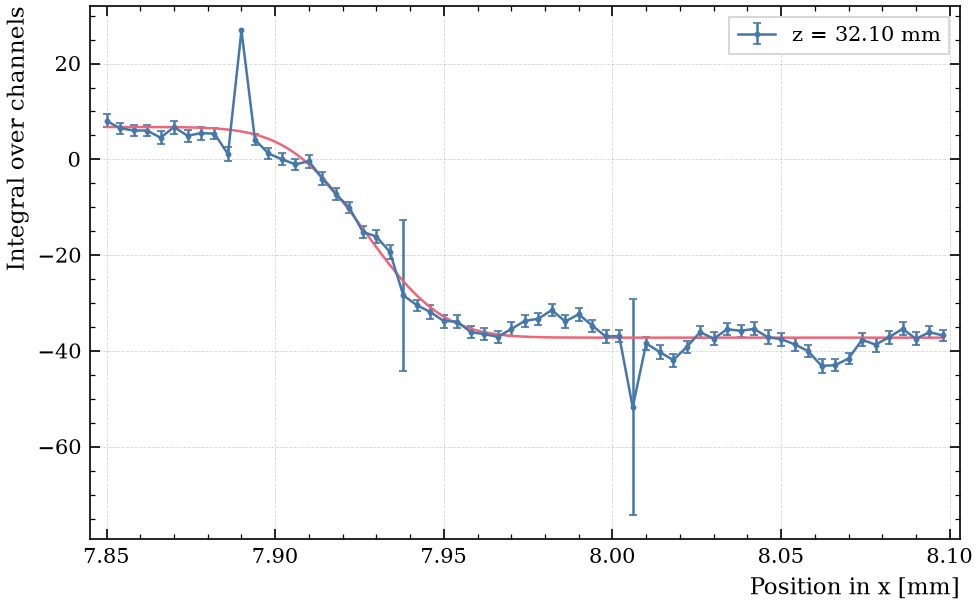 Integral over channels
20
0
−20
−40
−60
z = 32.10 mm
7.85 7.90 7.95 8.00 8.05 8.10
Position in x [mm]